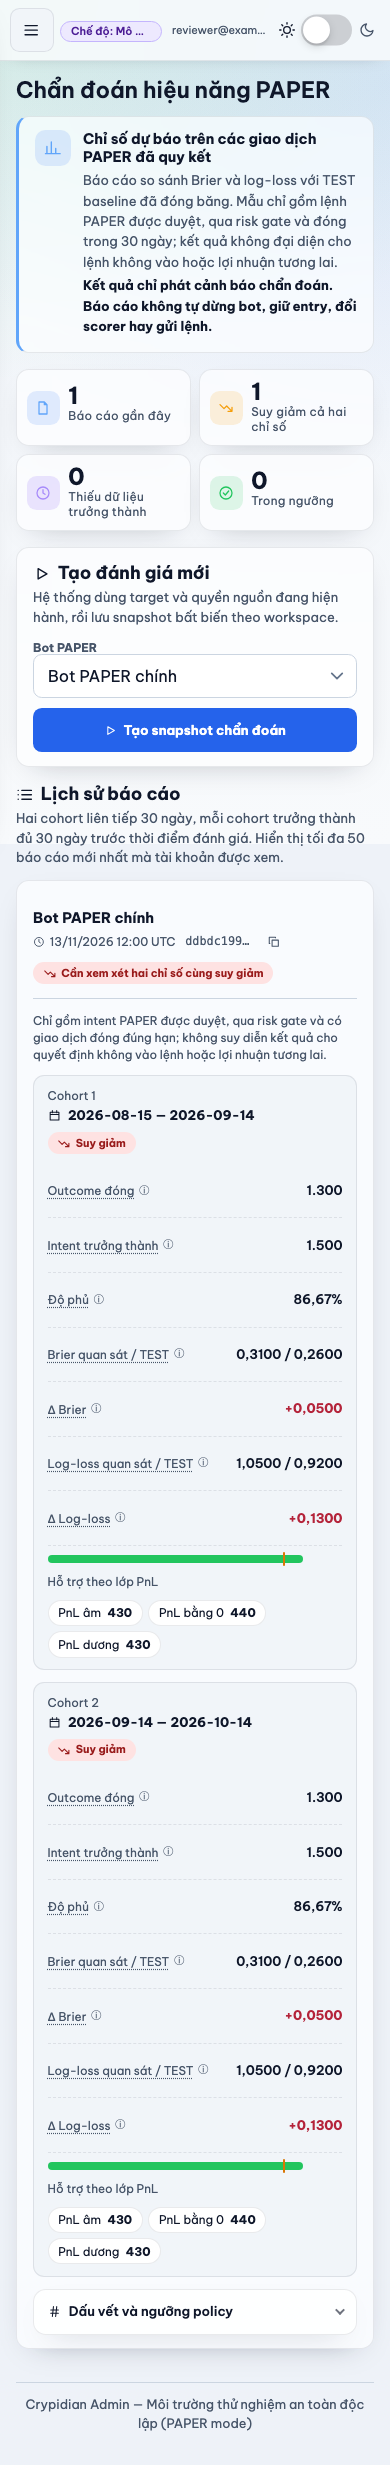 Chế độ: Mô ...
reviewer@exam...
Chẩn đoán hiệu năng PAPER
Chỉ số dự báo trên các giao dịch
PAPER đã quy kết
Báo cáo so sánh Brier và log-loss với TEST
baseline đã đóng băng. Mẫu chỉ gồm lệnh
PAPER được duyệt, qua risk gate và đóng
trong 30 ngày; kết quả không đại diện cho
lệnh không vào hoặc lợi nhuận tương lai.
Kết quả chỉ phát cảnh báo chẩn đoán.
Báo cáo không tự dừng bot, giữ entry, đổi
scorer hay gửi lệnh.
1
Báo cáo gần đây
1
Suy giảm cả hai
chỉ số
0
Thiếu dữ liệu
trưởng thành
0
Trong ngưỡng
Tạo đánh giá mới
Hệ thống dùng target và quyền nguồn đang hiện
hành, rồi lưu snapshot bất biến theo workspace.
Bot PAPER
Bot PAPER chính
Tạo snapshot chẩn đoán
Lịch sử báo cáo
Hai cohort liên tiếp 30 ngày, mỗi cohort trưởng thành
đủ 30 ngày trước thời điểm đánh giá. Hiển thị tối đa 50
báo cáo mới nhất mà tài khoản được xem.
Bot PAPER chính
13/11/2026 12:00 UTC ddbdc199...
Cần xem xét hai chỉ số cùng suy giảm
Chỉ gồm intent PAPER được duyệt, qua risk gate và có
giao dịch đóng đúng hạn; không suy diễn kết quả cho
quyết định không vào lệnh hoặc lợi nhuận tương lai.
Cohort 1
2026-08-15 — 2026-09-14
Suy giảm
Outcome đóng ⓘ 1.300
Intent trưởng thành ⓘ 1.500
Độ phủ ⓘ 86,67%
Brier quan sát / TEST ⓘ 0,3100 / 0,2600
Δ Brier ⓘ +0,0500
Log-loss quan sát / TEST ⓘ 1,0500 / 0,9200
Δ Log-loss ⓘ +0,1300
Hỗ trợ theo lớp PnL
PnL âm 430 PnL bằng 0 440
PnL dương 430
Cohort 2
2026-09-14 — 2026-10-14
Suy giảm
Outcome đóng ⓘ 1.300
Intent trưởng thành ⓘ 1.500
Độ phủ ⓘ 86,67%
Brier quan sát / TEST ⓘ 0,3100 / 0,2600
Δ Brier ⓘ +0,0500
Log-loss quan sát / TEST ⓘ 1,0500 / 0,9200
Δ Log-loss ⓘ +0,1300
Hỗ trợ theo lớp PnL
PnL âm 430 PnL bằng 0 440
PnL dương 430
# Dấu vết và ngưỡng policy
Crypidian Admin — Môi trường thử nghiệm an toàn độc
lập (PAPER mode)